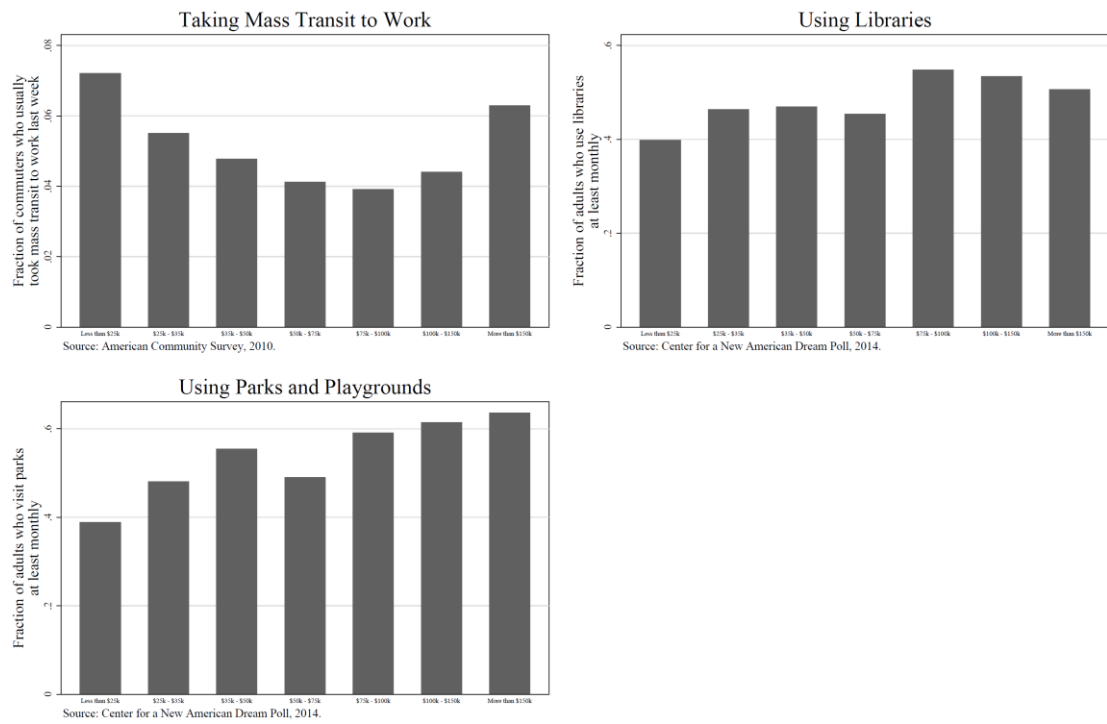 Taking Mass Transit to Work
Fraction of commuters who usually
took mass transit to work last week
.08
.06
.04
.02
0
Less than $25k
$25k - $35k
$35k - $50k
$50k - $75k
$75k - $100k
$100k - $150k
More than $150k
Source: American Community Survey, 2010.
Using Libraries
Fraction of adults who use libraries
at least monthly
.6
.4
.2
0
Less than $25k
$25k - $35k
$35k - $50k
$50k - $75k
$75k - $100k
$100k - $150k
More than $150k
Source: Center for a New American Dream Poll, 2014.
Using Parks and Playgrounds
Fraction of adults who visit parks
at least monthly
.6
.4
.2
0
Less than $25k
$25k - $35k
$35k - $50k
$50k - $75k
$75k - $100k
$100k - $150k
More than $150k
Source: Center for a New American Dream Poll, 2014.